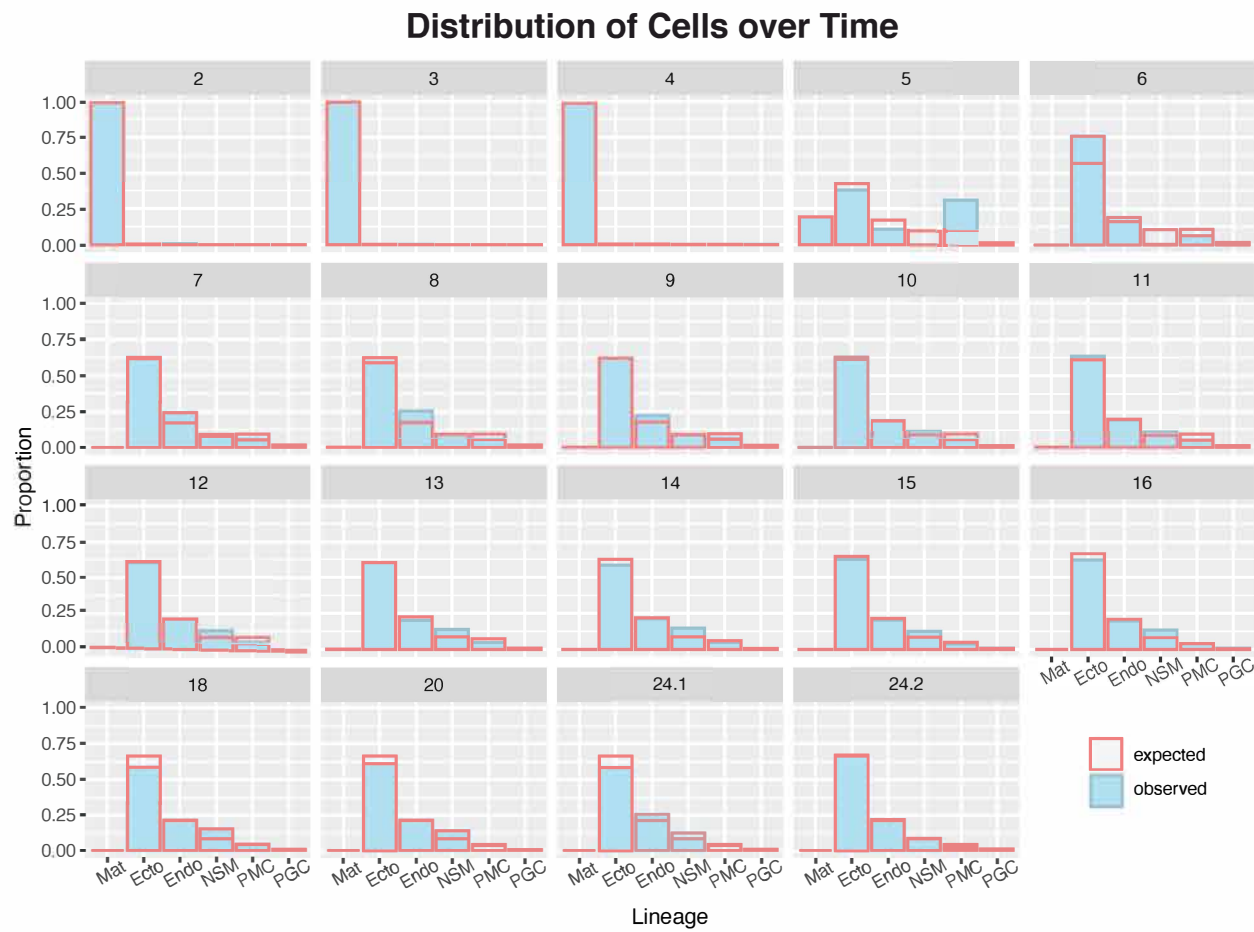 Distribution of Cells over Time
2 3 4 5 6
1.00
0.75
0.50
0.25
0.00
7 8 9 10 11
1.00
0.75
0.50
0.25
0.00
Proportion
12 13 14 15 16
1.00
0.75
0.50
0.25
0.00
Mat Ecto Endo NSM PMC PGC
18 20 24.1 24.2
1.00
0.75
0.50
0.25
0.00
Mat Ecto Endo NSM PMC PGC Mat Ecto Endo NSM PMC PGC Mat Ecto Endo NSM PMC PGC Mat Ecto Endo NSM PMC PGC
expected
observed
Lineage